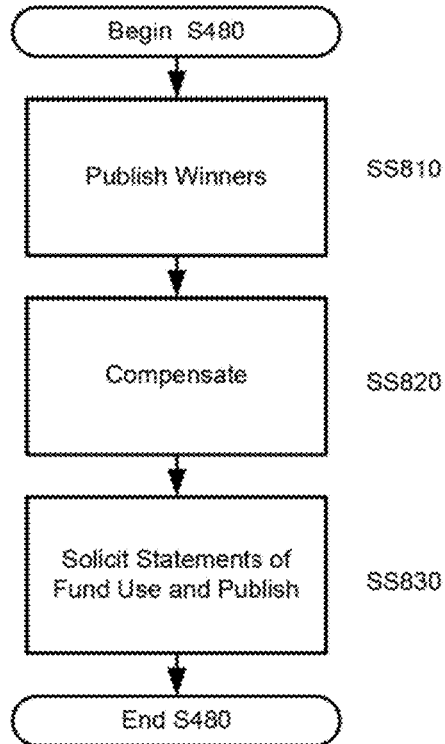 Begin S480
Publish Winners
SS810
Compensate
SS820
Solicit Statements of
Fund Use and Publish
SS830
End S480